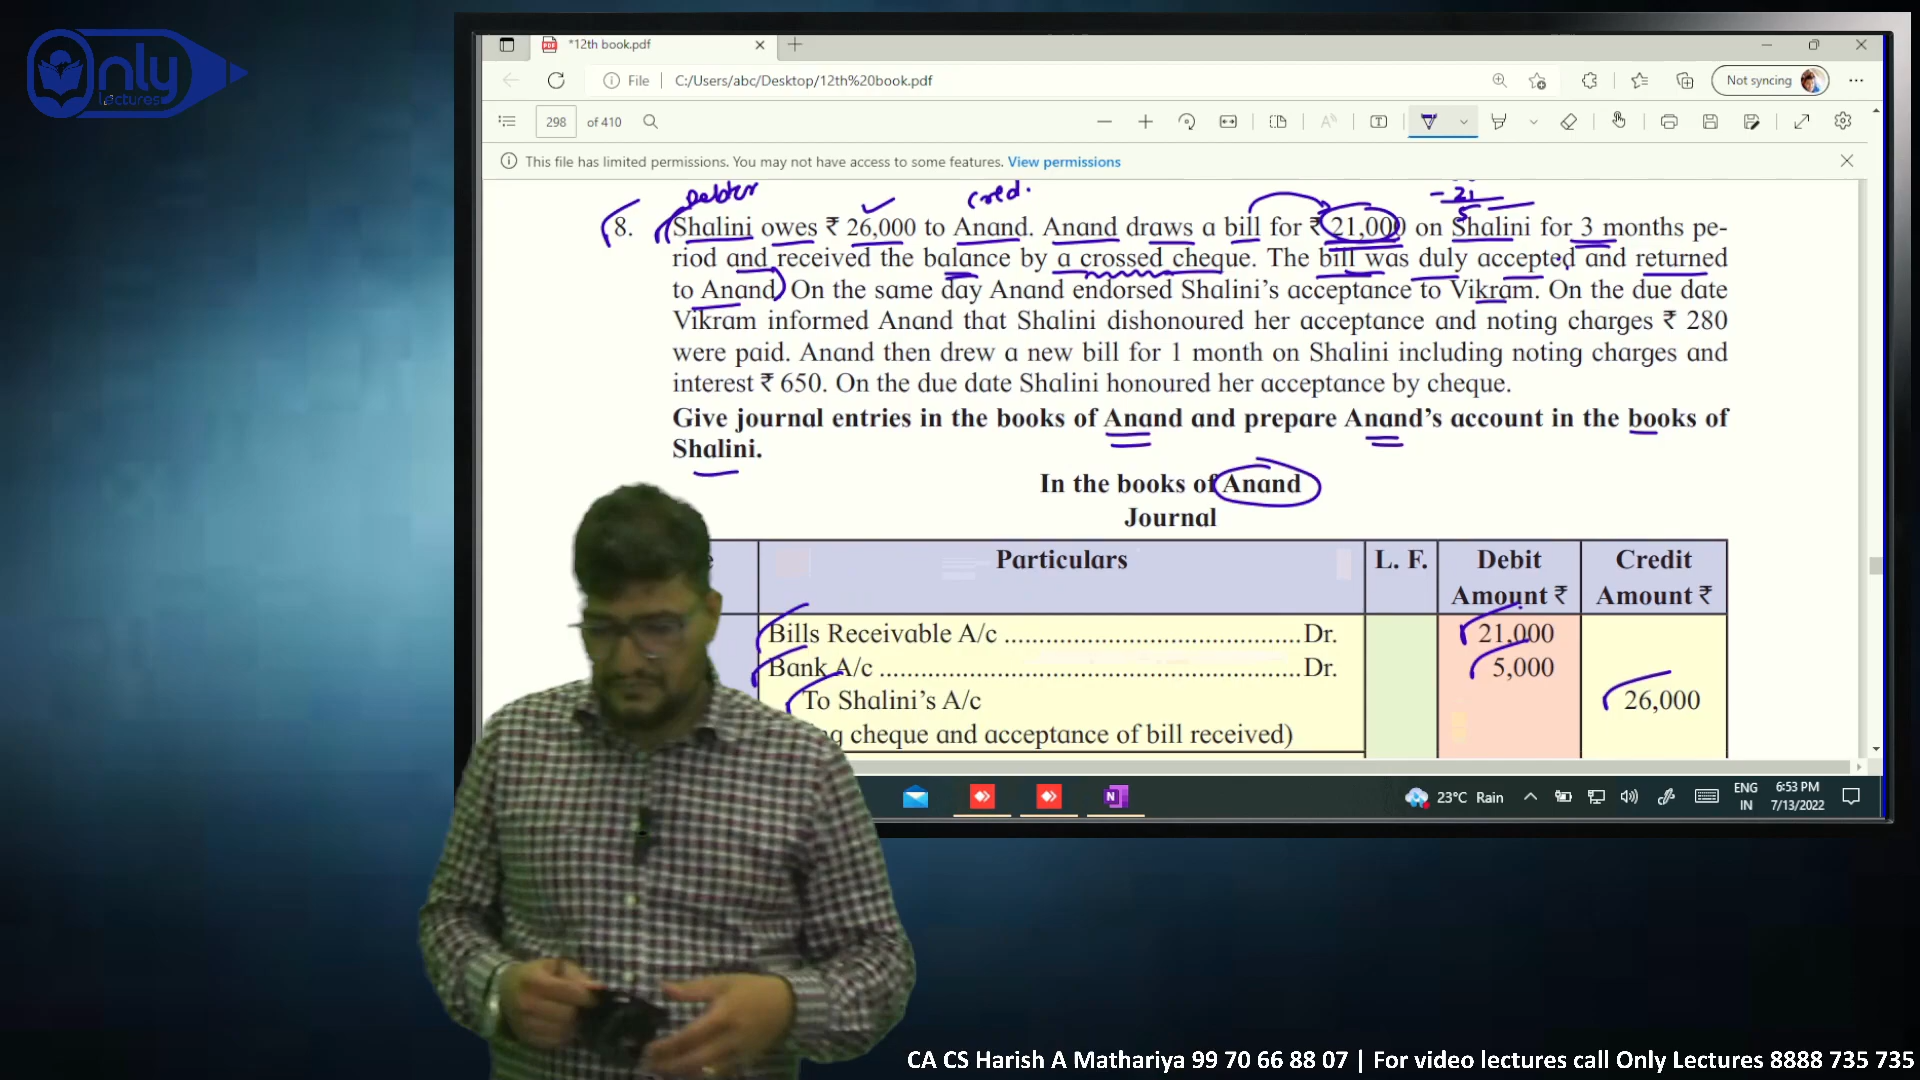 Only
Lectures
*12th book.pdf
File | C:/Users/abc/Desktop/12th%20book.pdf
Not syncing
298 of 410
This file has limited permissions. You may not have access to some features. View permissions
Debtor
cred.
- 21
5
8. Shalini owes ₹ 26,000 to Anand. Anand draws a bill for ₹ 21,000 on Shalini for 3 months pe-
riod and received the balance by a crossed cheque. The bill was duly accepted and returned
to Anand. On the same day Anand endorsed Shalini's acceptance to Vikram. On the due date
Vikram informed Anand that Shalini dishonoured her acceptance and noting charges ₹ 280
were paid. Anand then drew a new bill for 1 month on Shalini including noting charges and
interest ₹ 650. On the due date Shalini honoured her acceptance by cheque.
Give journal entries in the books of Anand and prepare Anand's account in the books of
Shalini.
In the books of Anand
Journal
Particulars L. F. Debit Amount ₹ Credit Amount ₹
Bills Receivable A/c ............................................ Dr. 21,000
Bank A/c .............................................................. Dr. 5,000
To Shalini's A/c 26,000
cheque and acceptance of bill received)
23°C Rain
ENG
IN
6:53 PM
7/13/2022
CA CS Harish A Mathariya 99 70 66 88 07 | For video lectures call Only Lectures 8888 735 735